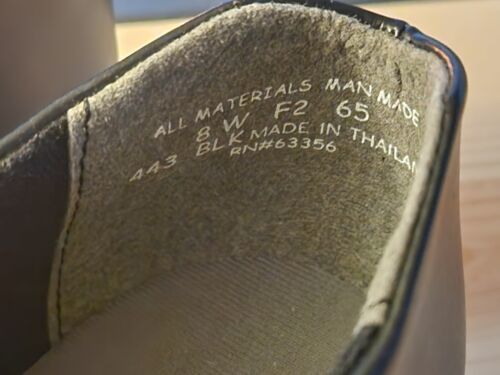 ALL MATERIALS MAN MADE
8 W F2 65
443 BLK MADE IN THAILA
RN#63356